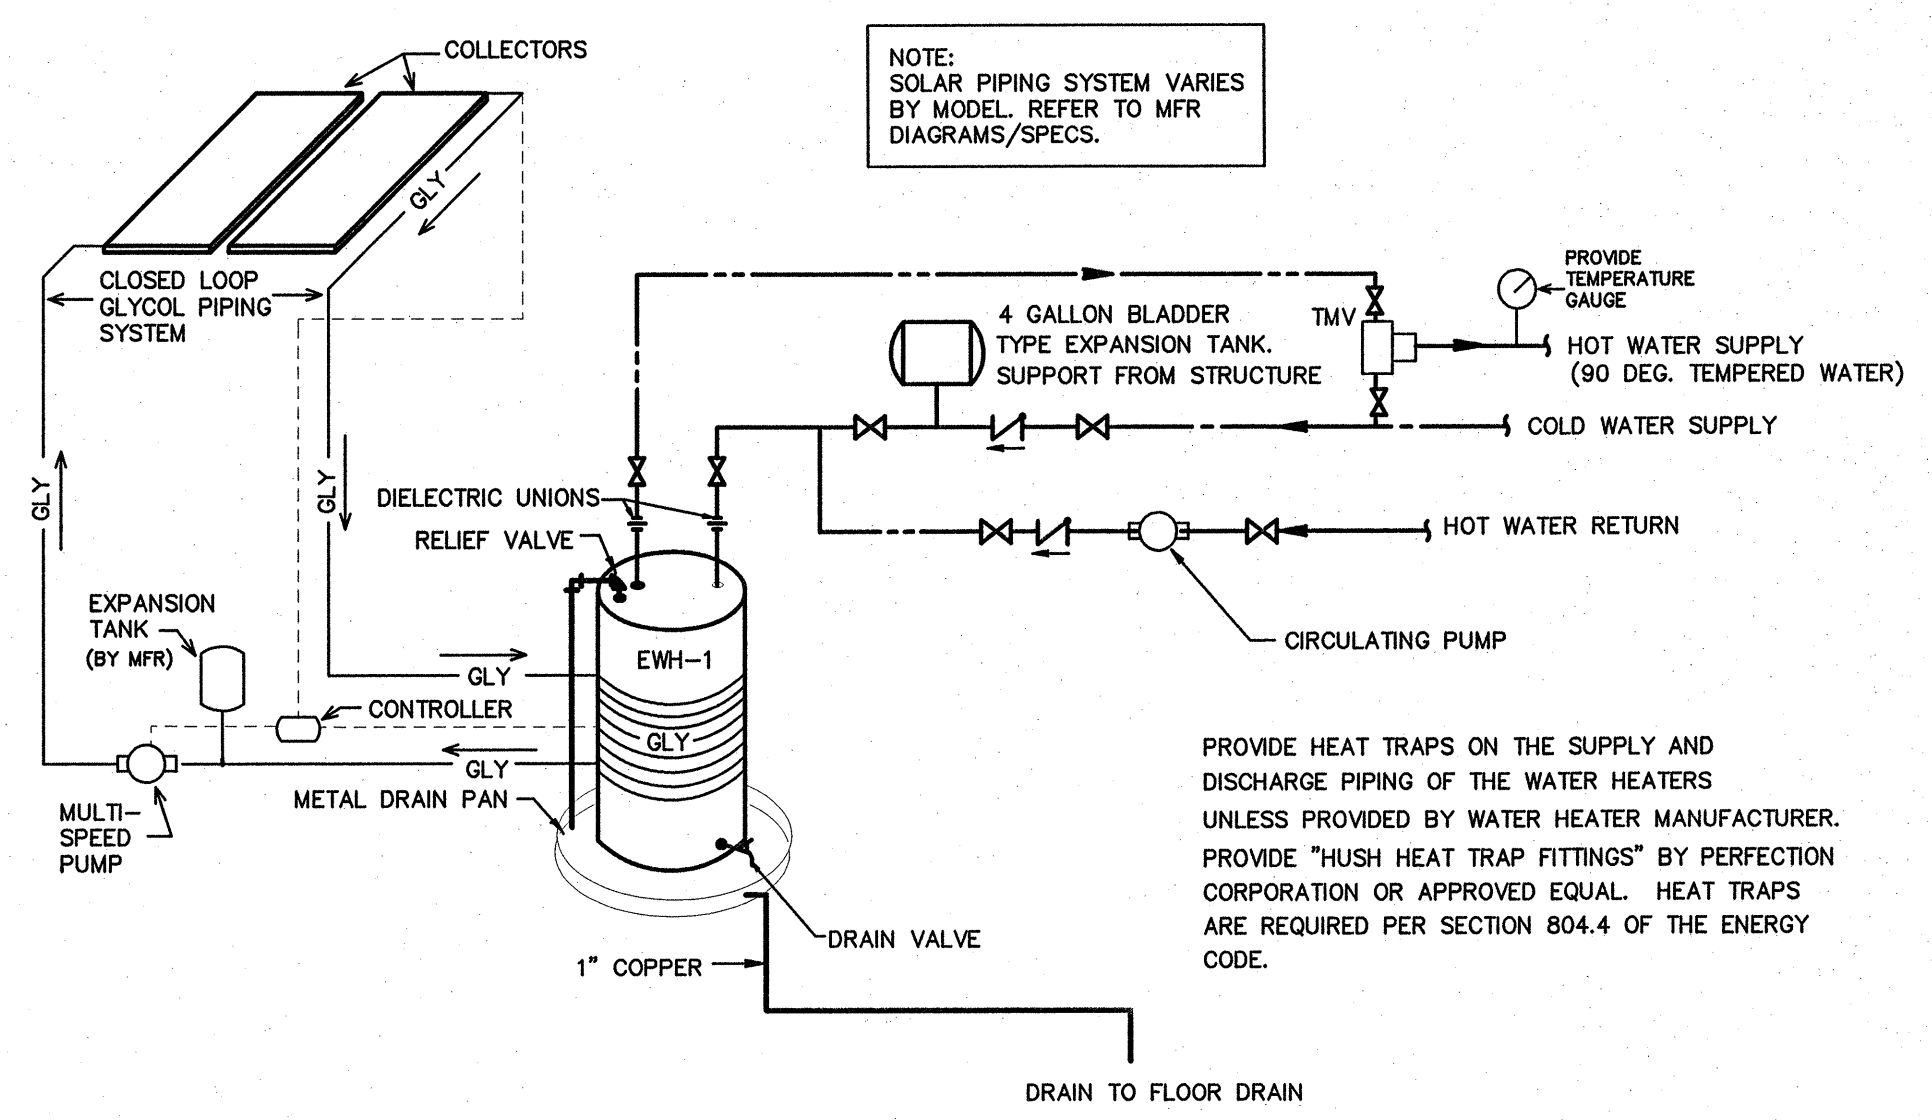 COLLECTORS
NOTE:
SOLAR PIPING SYSTEM VARIES
BY MODEL. REFER TO MFR
DIAGRAMS/SPECS.
GLY
CLOSED LOOP
GLYCOL PIPING
SYSTEM
PROVIDE
TEMPERATURE
GAUGE
4 GALLON BLADDER
TYPE EXPANSION TANK.
SUPPORT FROM STRUCTURE
TMV
HOT WATER SUPPLY
(90 DEG. TEMPERED WATER)
COLD WATER SUPPLY
GLY
GLY
DIELECTRIC UNIONS
RELIEF VALVE
HOT WATER RETURN
CIRCULATING PUMP
EXPANSION
TANK
(BY MFR)
EWH-1
GLY
CONTROLLER
GLY
GLY
METAL DRAIN PAN
MULTI-
SPEED
PUMP
PROVIDE HEAT TRAPS ON THE SUPPLY AND
DISCHARGE PIPING OF THE WATER HEATERS
UNLESS PROVIDED BY WATER HEATER MANUFACTURER.
PROVIDE "HUSH HEAT TRAP FITTINGS" BY PERFECTION
CORPORATION OR APPROVED EQUAL. HEAT TRAPS
ARE REQUIRED PER SECTION 804.4 OF THE ENERGY
CODE.
DRAIN VALVE
1" COPPER
DRAIN TO FLOOR DRAIN